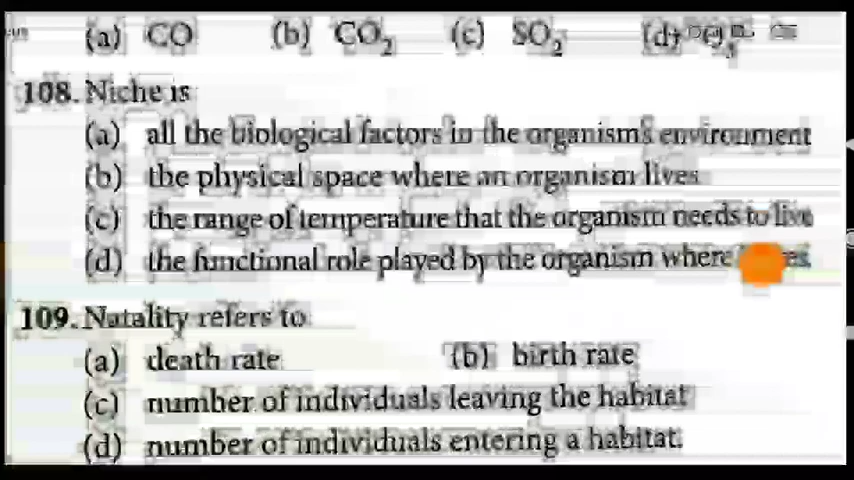 (a) CO (b) CO₂ (c) SO₂ (d)
108. Niche is
(a) all the biological factors in the organism's environment
(b) the physical space where an organism lives
(c) the range of temperature that the organism needs to live
(d) the functional role played by the organism where
109. Natality refers to
(a) death rate (b) birth rate
(c) number of individuals leaving the habitat
(d) number of individuals entering a habitat.